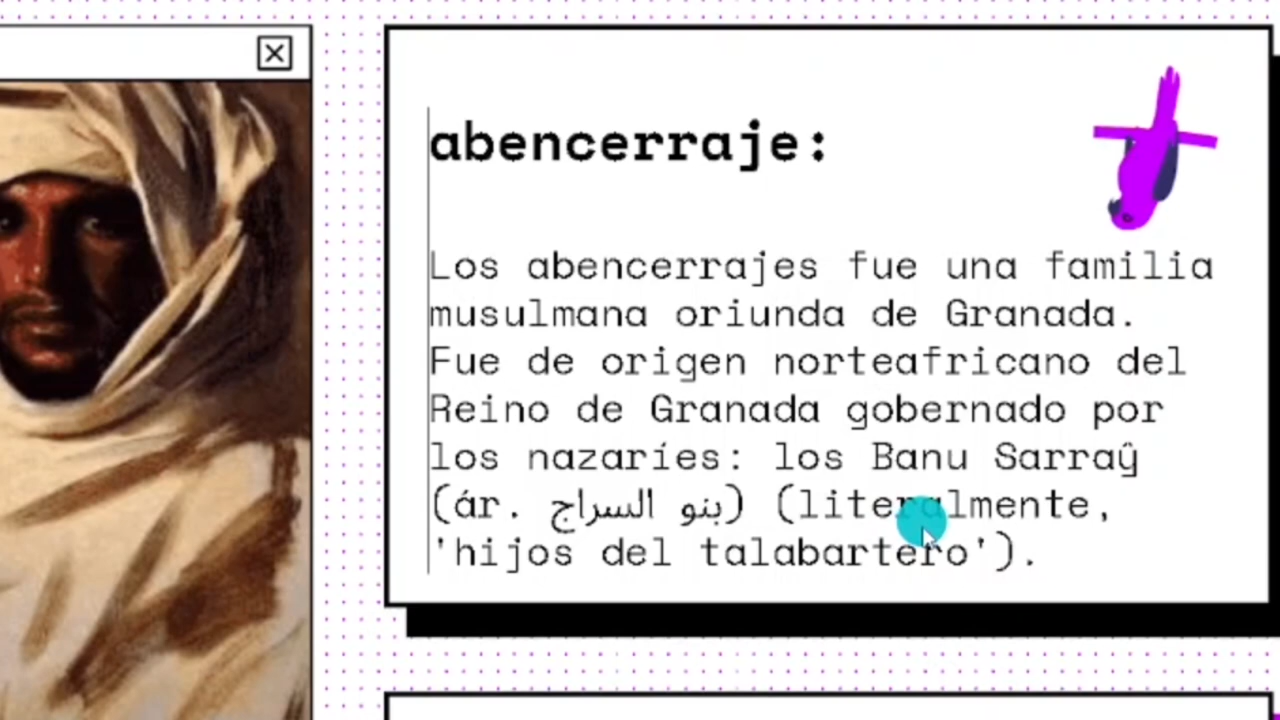 abencerraje:
Los abencerrajes fue una familia
musulmana oriunda de Granada.
Fue de origen norteafricano del
Reino de Granada gobernado por
los nazaríes: los Banu Sarraŷ
(ár. بنو السراج) (literalmente,
'hijos del talabartero').